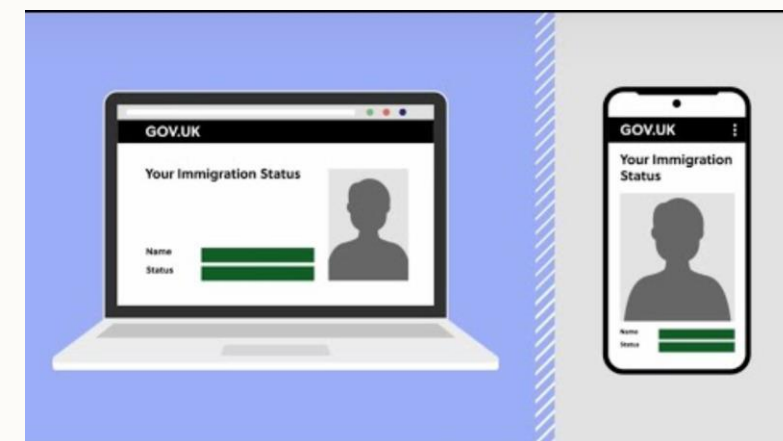 GOV.UK
Your Immigration Status
Name
Status
GOV.UK
Your Immigration
Status
Name
Status